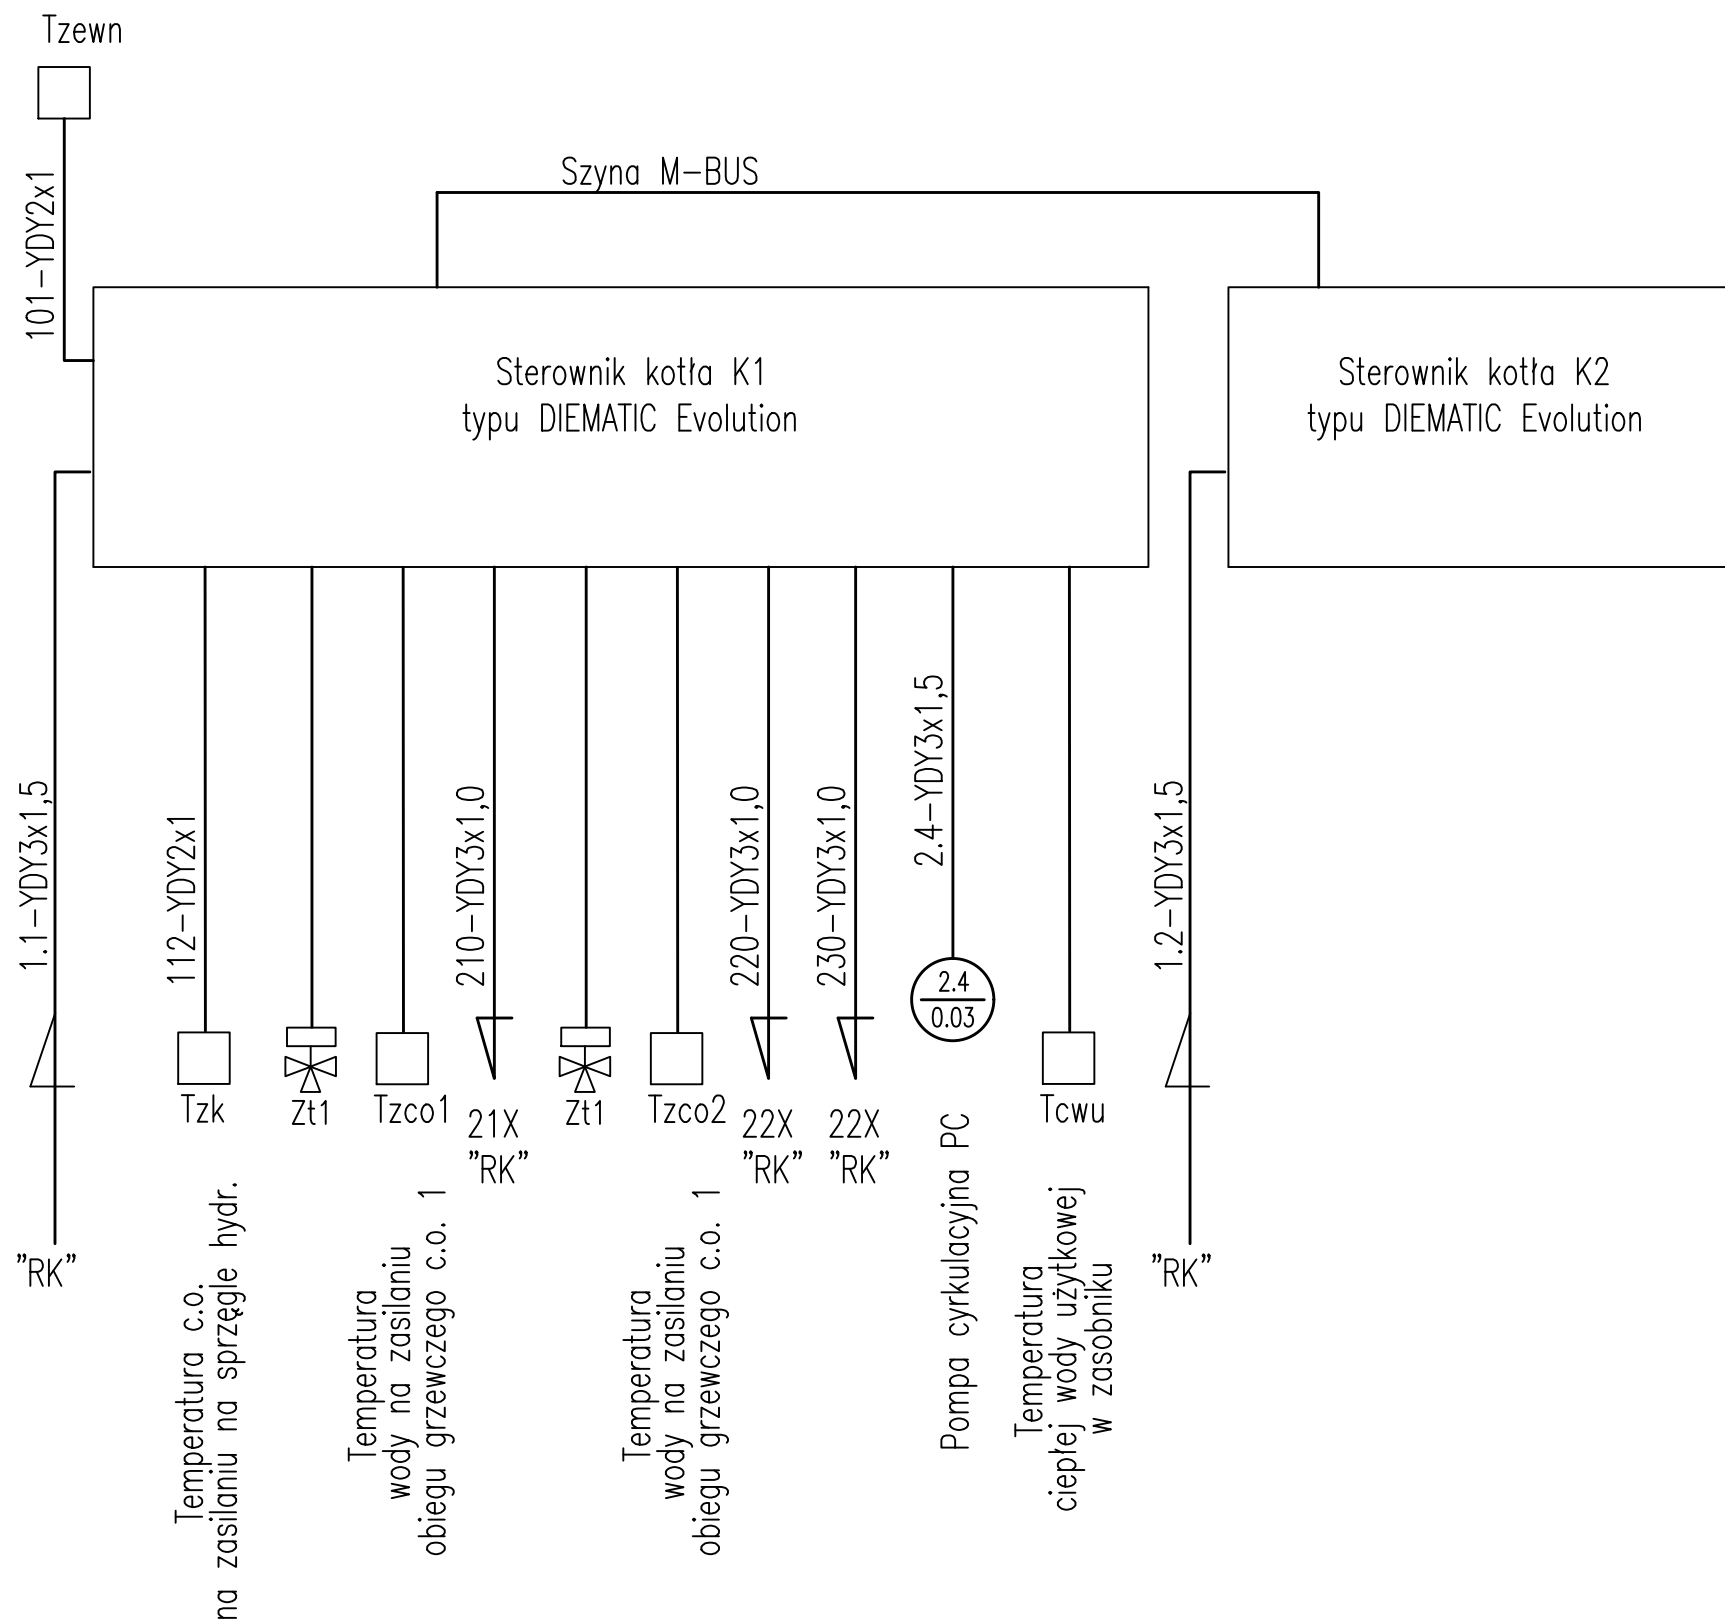 Tzewn
Szyna M-BUS
101-YDY2x1
Sterownik kotła K1
typu DIEMATIC Evolution
Sterownik kotła K2
typu DIEMATIC Evolution
1.1-YDY3x1,5
112-YDY2x1
210-YDY3x1,0
220-YDY3x1,0
230-YDY3x1,0
2.4-YDY3x1,5
1.2-YDY3x1,5
2.4
0.03
Tzk
Zt1
Tzco1
21X
"RK"
Zt1
Tzco2
22X
"RK"
22X
"RK"
Tcwu
"RK"
Temperatura c.o.
na zasilaniu na sprzęgle hydr.
Temperatura
wody na zasilaniu
obiegu grzewczego c.o. 1
Temperatura
wody na zasilaniu
obiegu grzewczego c.o. 1
Pompa cyrkulacyjna PC
Temperatura
ciepłej wody użytkowej
w zasobniku
"RK"